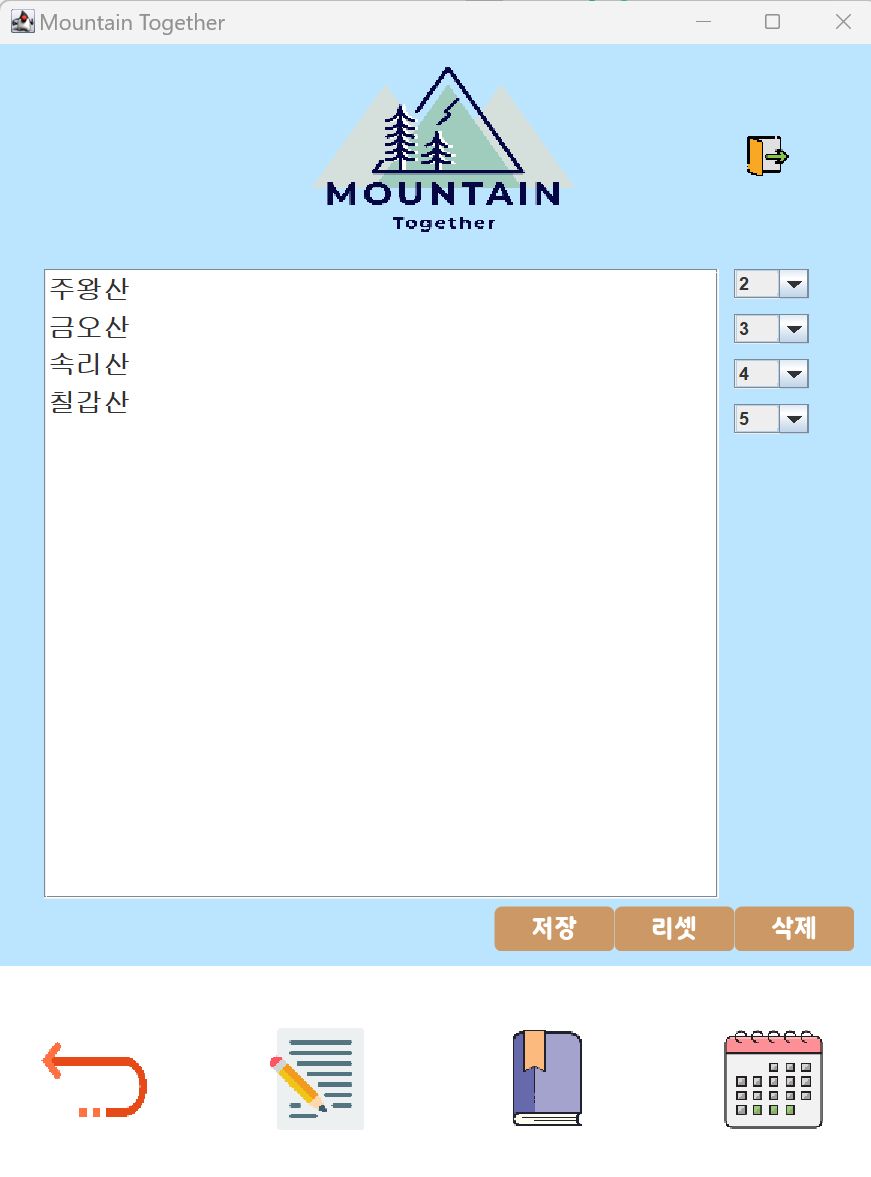 Mountain Together
MOUNTAIN
Together
주왕산
금오산
속리산
칠갑산
2
3
4
5
저장
리셋
삭제